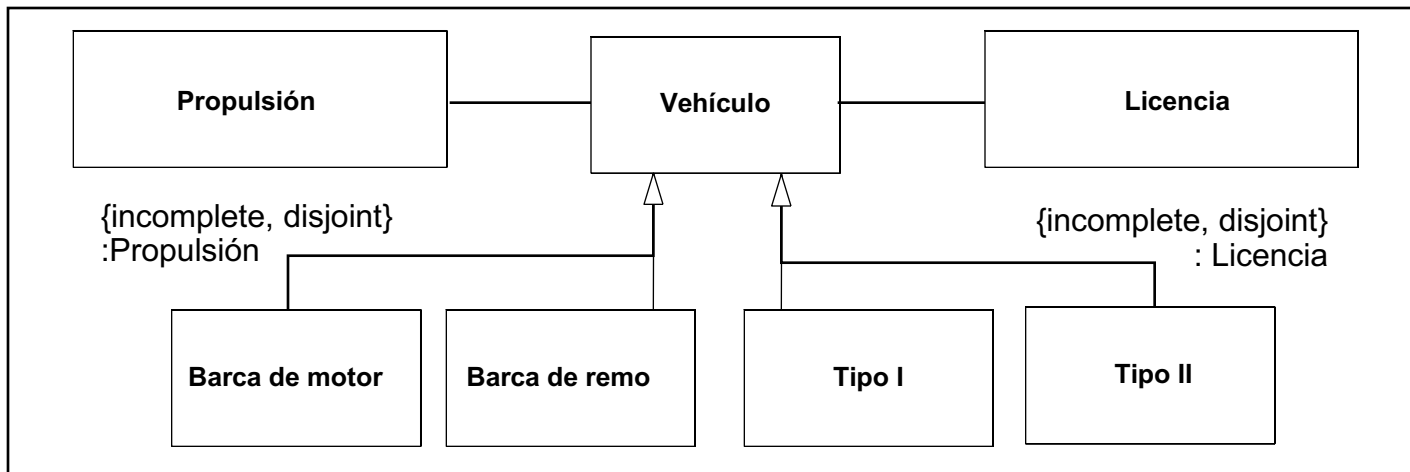 Propulsión
Vehículo
Licencia
{incomplete, disjoint}
:Propulsión
{incomplete, disjoint}
: Licencia
Barca de motor
Barca de remo
Tipo I
Tipo II